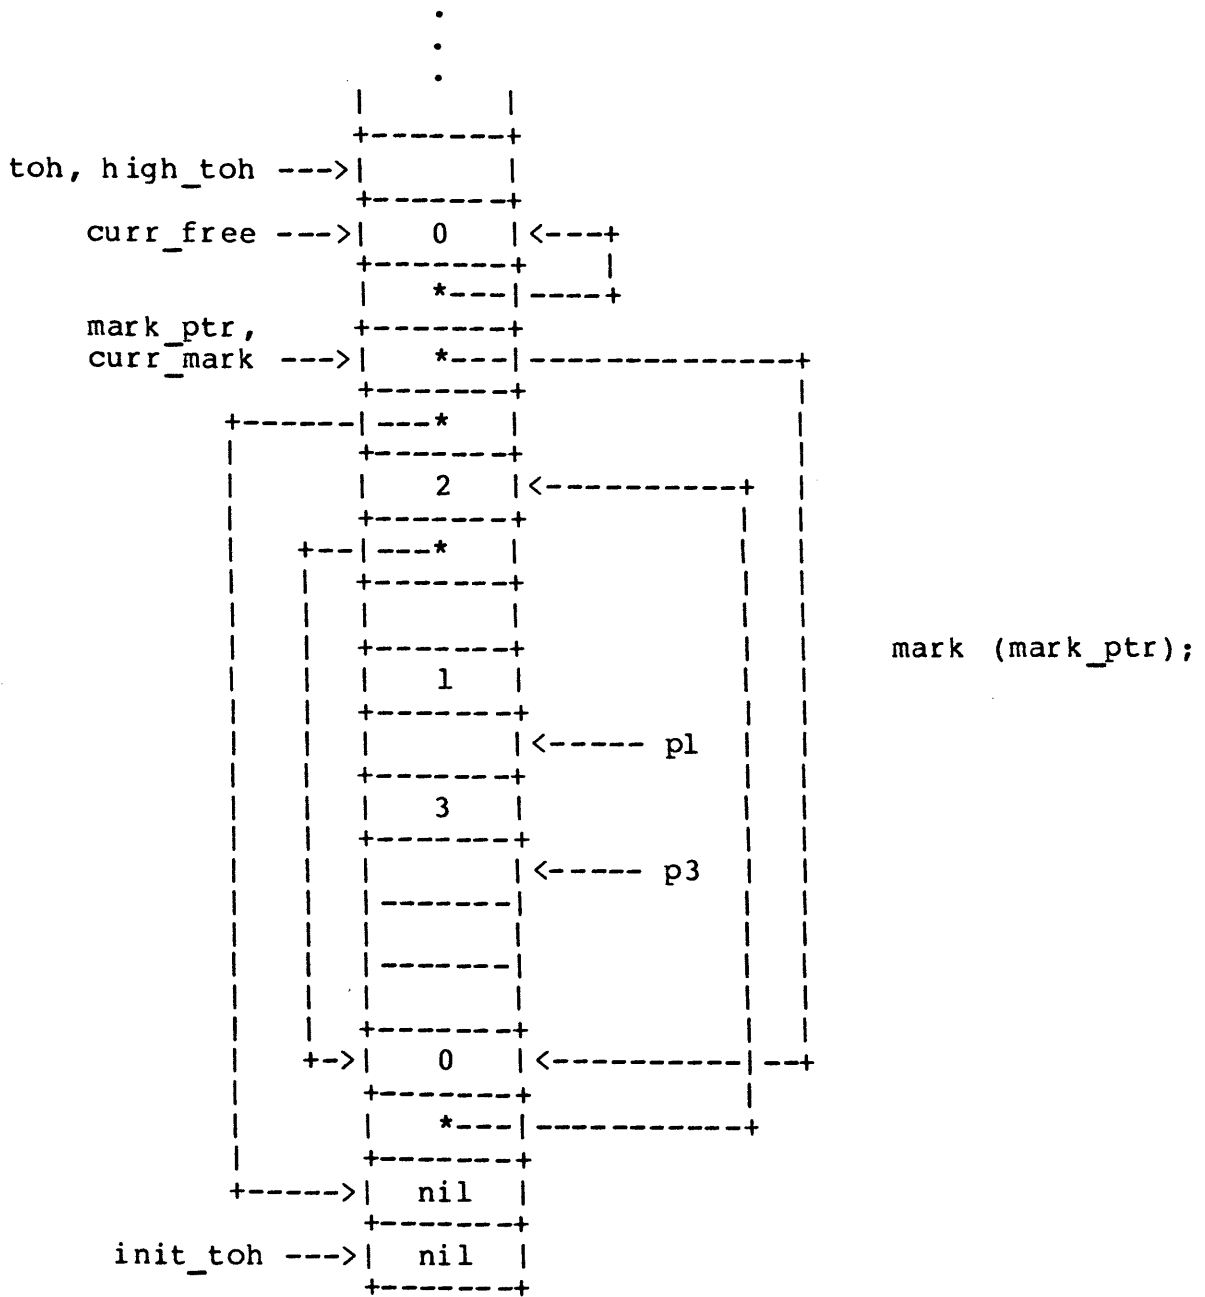 toh, high_toh --->|
curr_free --->| 0 |<---+
| *---|----+
mark_ptr,
curr_mark --->| *---|--------------+
+------|---*
2 |<----------+
+--|---*
mark (mark_ptr);
1
|<----- p1
3
|<----- p3
+->| 0 |<----------|--+
| *---|-----------+
+----->| nil |
init_toh --->| nil |